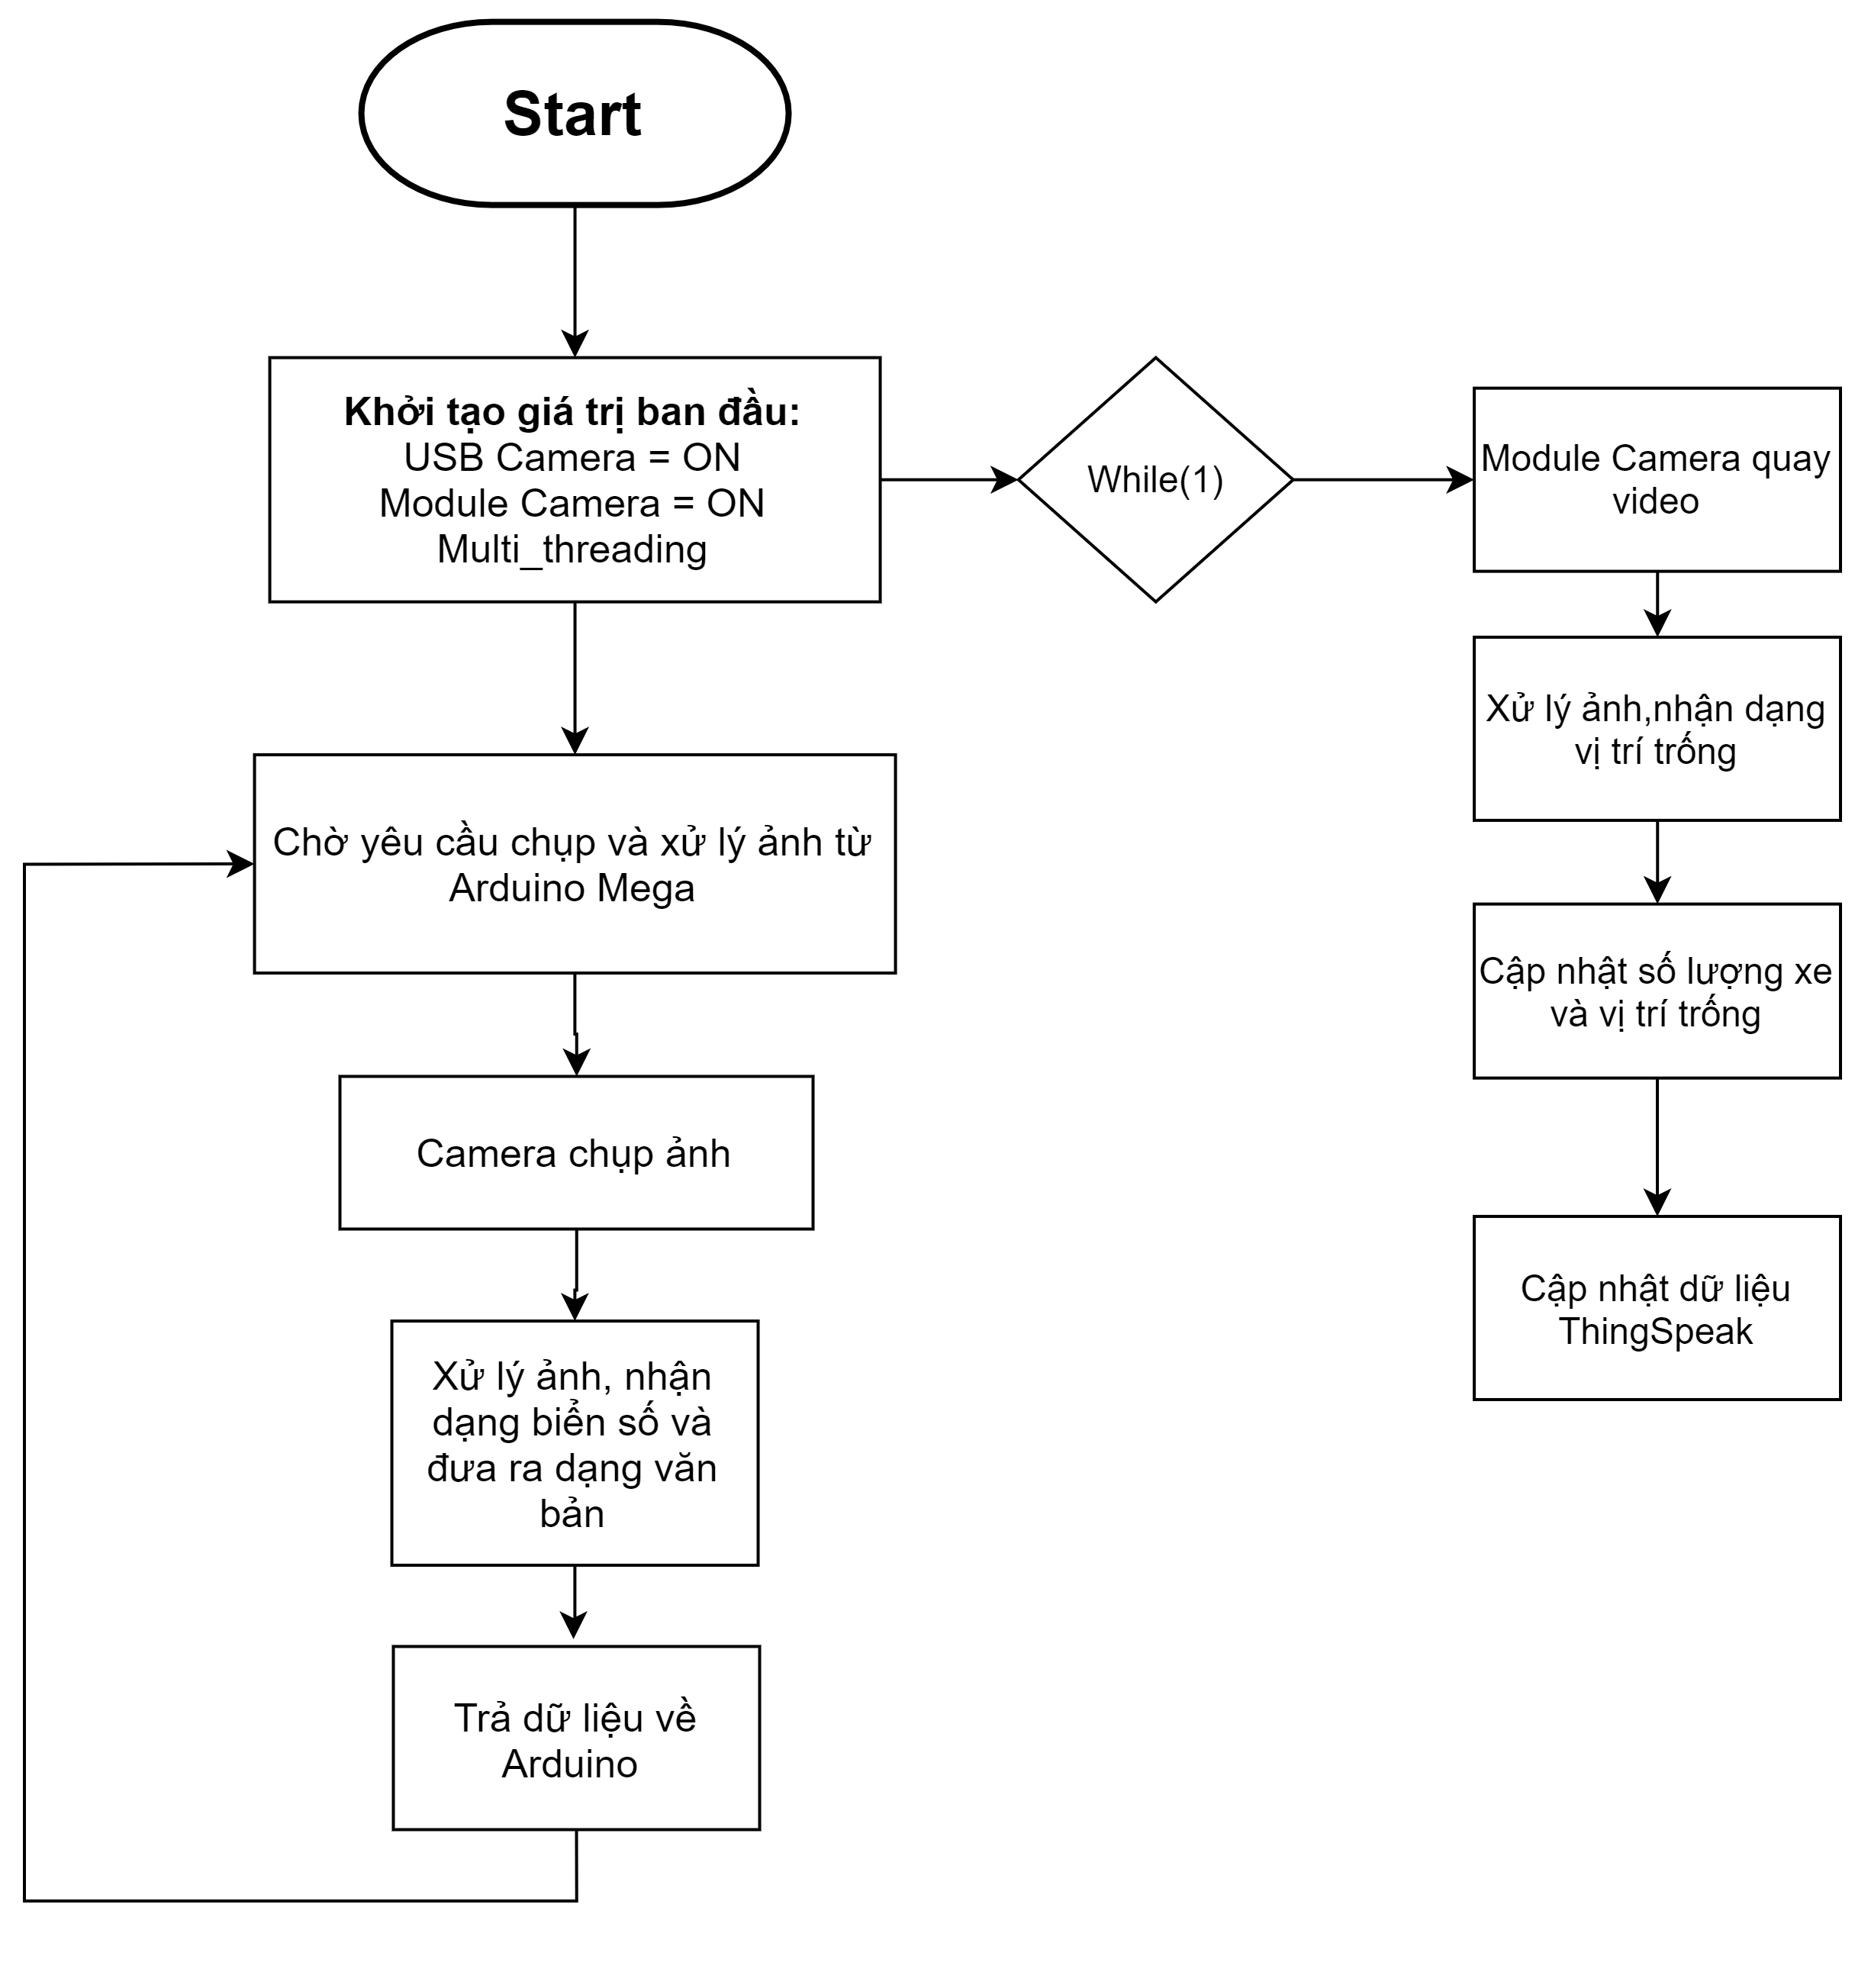 Start
Khởi tạo giá trị ban đầu:
USB Camera = ON
Module Camera = ON
Multi_threading
While(1)
Module Camera quay
video
Xử lý ảnh,nhận dạng
vị trí trống
Cập nhật số lượng xe
và vị trí trống
Cập nhật dữ liệu
ThingSpeak
Chờ yêu cầu chụp và xử lý ảnh từ
Arduino Mega
Camera chụp ảnh
Xử lý ảnh, nhận
dạng biển số và
đưa ra dạng văn
bản
Trả dữ liệu về
Arduino